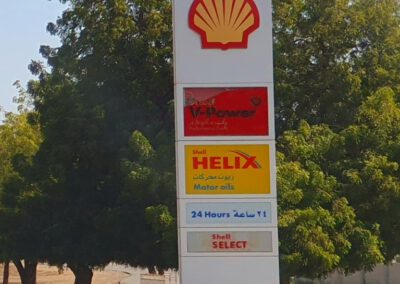 V-Power
Shell
HELIX
زيوت محركات
Motor oils
24 Hours ٢٤ ساعة
Shell
SELECT